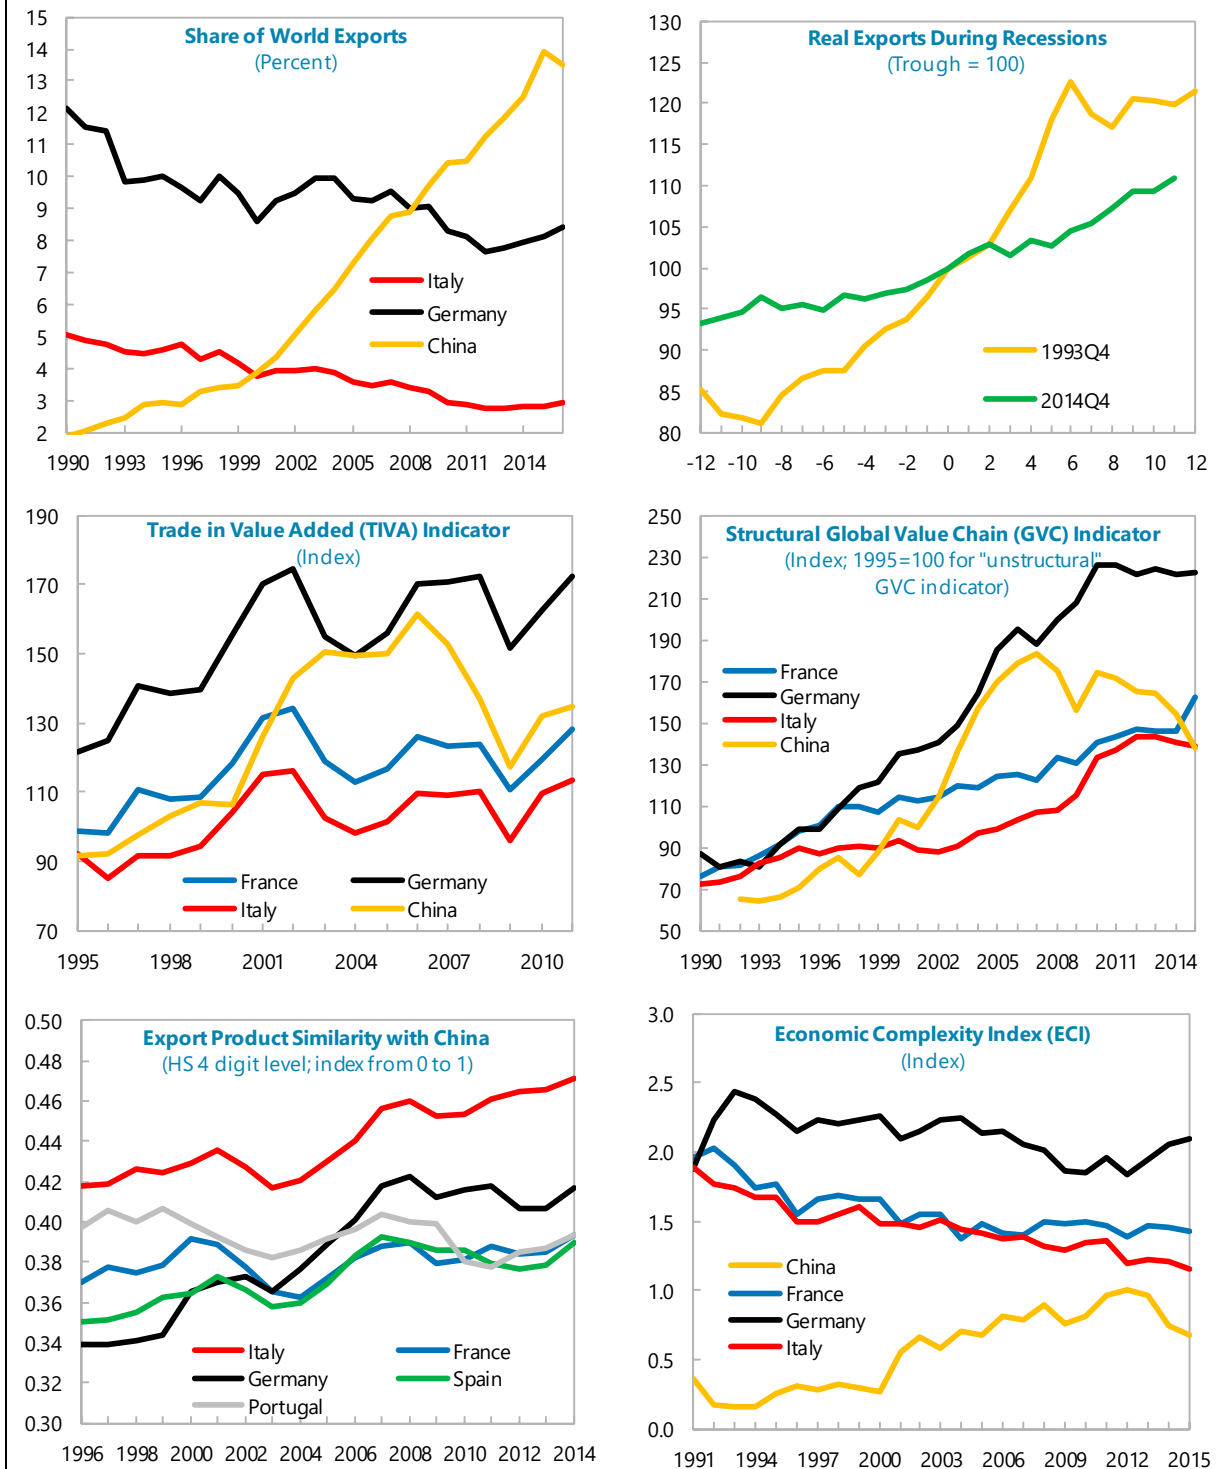 Share of World Exports
(Percent)
15
14
13
12
11
10
9
8
7
6
5
4
3
2
Italy
Germany
China
1990 1993 1996 1999 2002 2005 2008 2011 2014
Real Exports During Recessions
(Trough = 100)
130
125
120
115
110
105
100
95
90
85
80
1993Q4
2014Q4
-12 -10 -8 -6 -4 -2 0 2 4 6 8 10 12
Trade in Value Added (TIVA) Indicator
(Index)
190
170
150
130
110
90
70
France Germany
Italy China
1995 1998 2001 2004 2007 2010
Structural Global Value Chain (GVC) Indicator
(Index; 1995=100 for "unstructural"
GVC indicator)
250
230
210
190
170
150
130
110
90
70
50
France
Germany
Italy
China
1990 1993 1996 1999 2002 2005 2008 2011 2014
Export Product Similarity with China
(HS 4 digit level; index from 0 to 1)
0.50
0.48
0.46
0.44
0.42
0.40
0.38
0.36
0.34
0.32
0.30
Italy France
Germany Spain
Portugal
1996 1998 2000 2002 2004 2006 2008 2010 2012 2014
Economic Complexity Index (ECI)
(Index)
3.0
2.5
2.0
1.5
1.0
0.5
0.0
China
France
Germany
Italy
1991 1994 1997 2000 2003 2006 2009 2012 2015